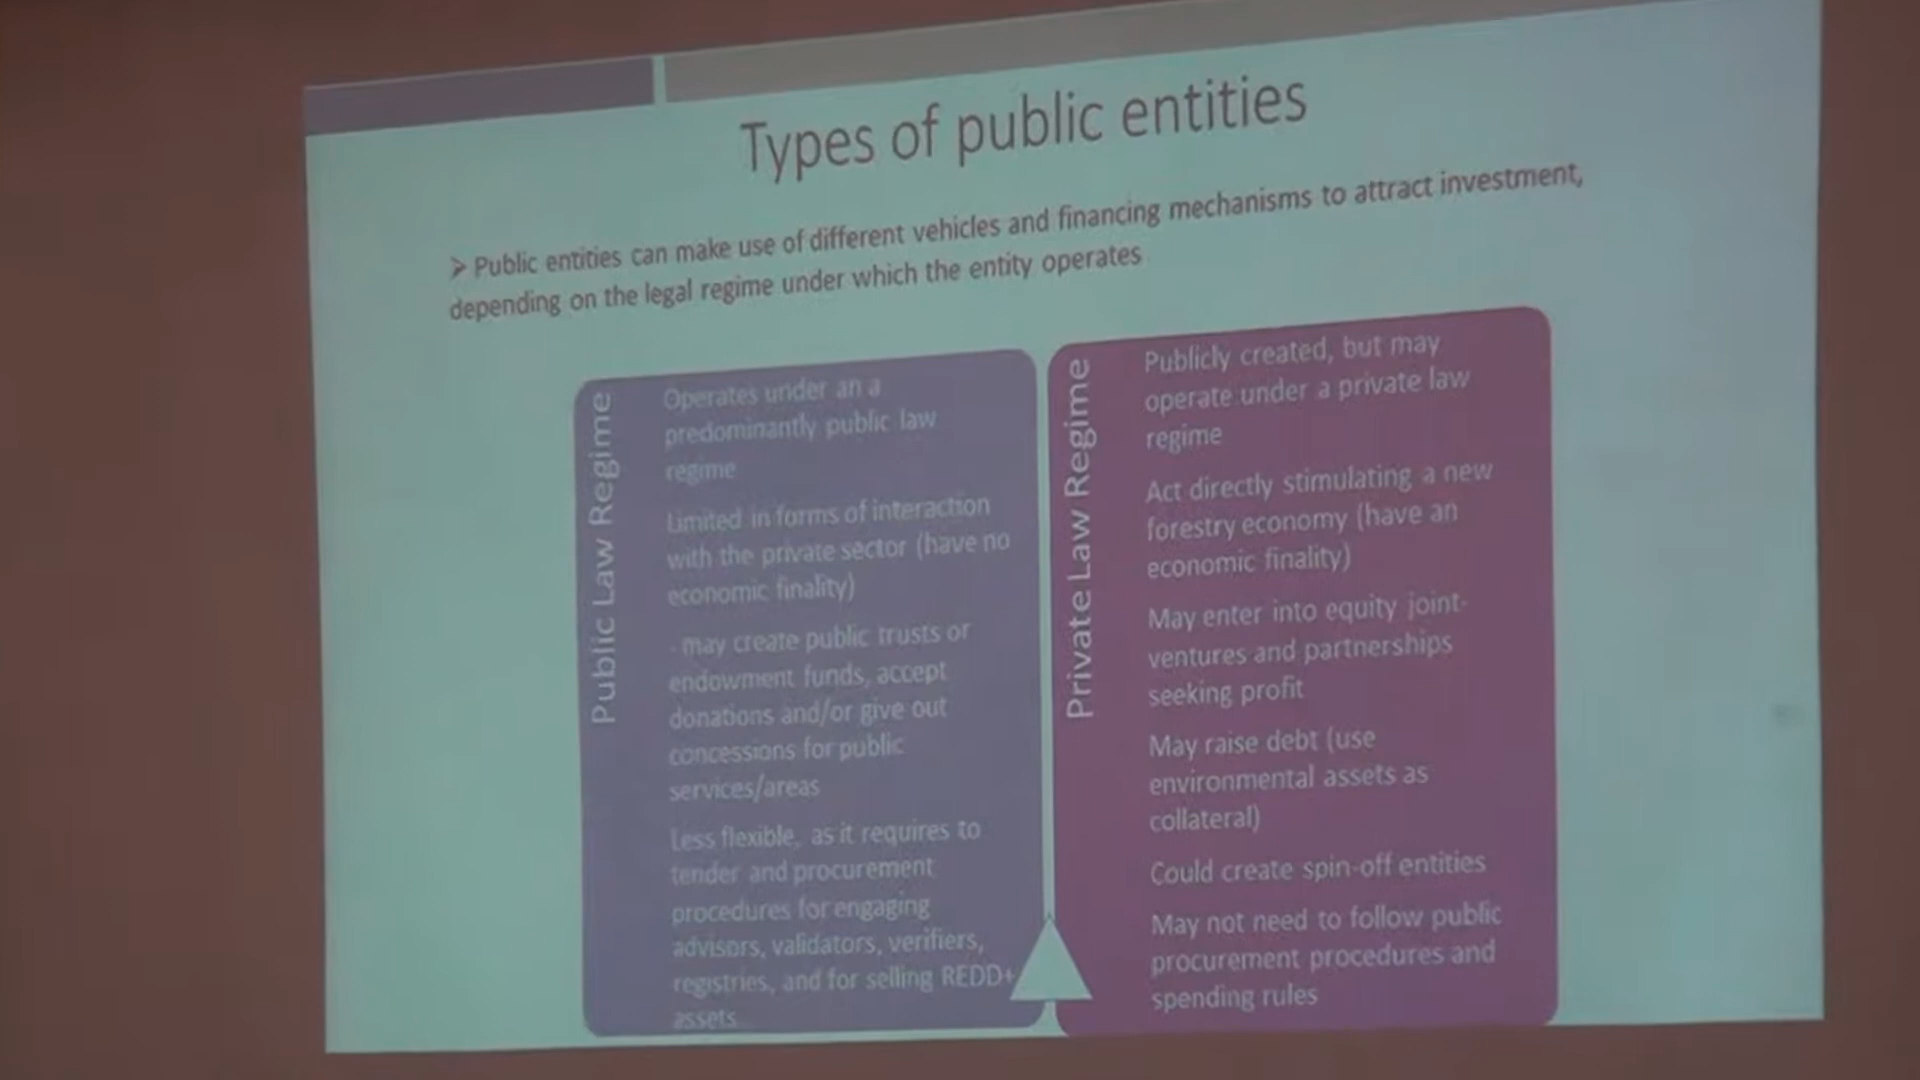 Types of public entities
➢ Public entities can make use of different vehicles and financing mechanisms to attract investment,
depending on the legal regime under which the entity operates
Public Law Regime
Operates under an a
predominantly public law
regime
Limited in forms of interaction
with the private sector (have no
economic finality)
- may create public trusts or
endowment funds, accept
donations and/or give out
concessions for public
services/areas
Less flexible, as it requires to
tender and procurement
procedures for engaging
advisors, validators, verifiers,
registries, and for selling REDD+
assets
Private Law Regime
Publicly created, but may
operate under a private law
regime
Act directly stimulating a new
forestry economy (have an
economic finality)
May enter into equity joint-
ventures and partnerships
seeking profit
May raise debt (use
environmental assets as
collateral)
Could create spin-off entities
May not need to follow public
procurement procedures and
spending rules